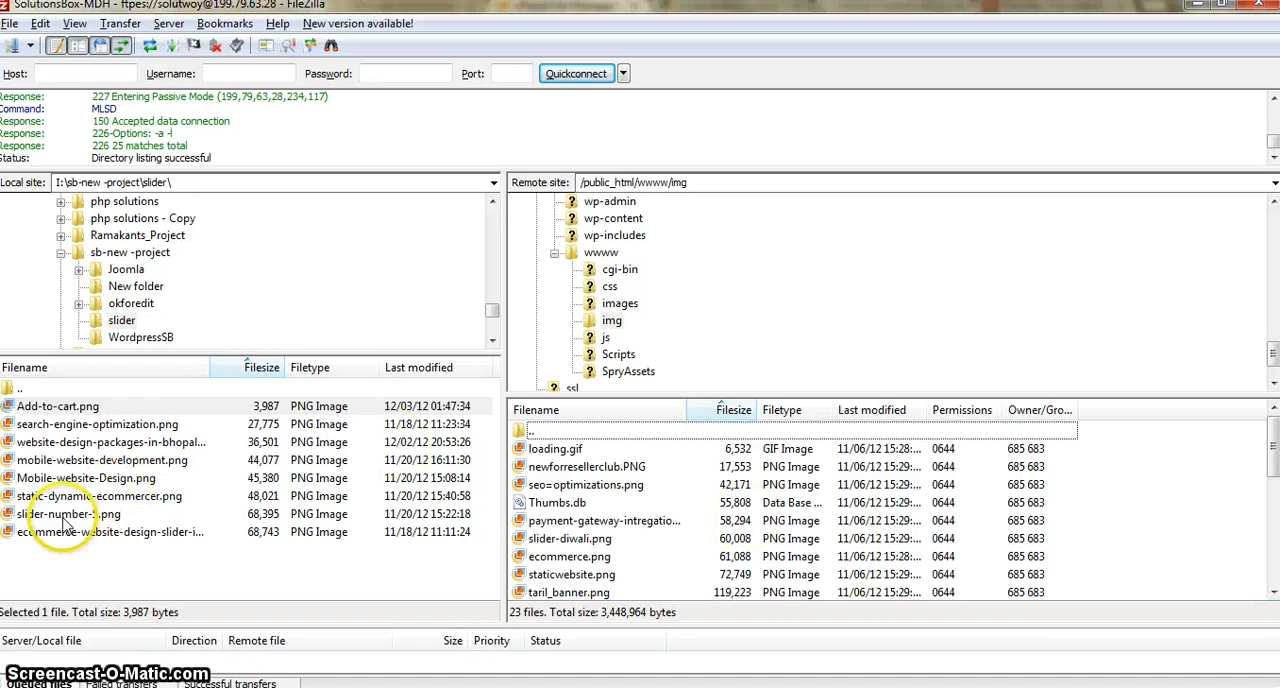 SolutionsBox-MDH - ftpes://solutwoy@199.79.63.28 - FileZilla
File Edit View Transfer Server Bookmarks Help New version available!
Host: Username: Password: Port: Quickconnect
Response: 227 Entering Passive Mode (199,79,63,28,234,117)
Command: MLSD
Response: 150 Accepted data connection
Response: 226-Options: -a -l
Response: 226 25 matches total
Status: Directory listing successful
Local site: I:\sb-new -project\slider\
php solutions
php solutions - Copy
Ramakants_Project
sb-new -project
Joomla
New folder
okforedit
slider
WordpressSB
Filename Filesize Filetype Last modified
..
Add-to-cart.png 3,987 PNG Image 12/03/12 01:47:34
search-engine-optimization.png 27,775 PNG Image 11/18/12 11:23:34
website-design-packages-in-bhopal... 36,501 PNG Image 12/02/12 20:53:26
mobile-website-development.png 44,077 PNG Image 11/20/12 16:11:30
Mobile-website-Design.png 45,380 PNG Image 11/20/12 15:08:14
static-dynamic-ecommercer.png 48,021 PNG Image 11/20/12 15:40:58
68,395 PNG Image 11/20/12 15:22:18
ecommerce-website-design-slider-i... 68,743 PNG Image 11/18/12 11:11:24
Selected 1 file. Total size: 3,987 bytes
Remote site: /public_html/wwww/img
wp-admin
wp-content
wp-includes
wwww
cgi-bin
css
images
img
js
Scripts
SpryAssets
ssl
Filename Filesize Filetype Last modified Permissions Owner/Gro...
..
loading.gif 6,532 GIF Image 11/06/12 15:28:... 0644 685 683
newforresellerclub.PNG 17,553 PNG Image 11/06/12 15:29:... 0644 685 683
seo=optimizations.png 42,171 PNG Image 11/06/12 15:29:... 0644 685 683
Thumbs.db 55,808 Data Base ... 11/06/12 15:29:... 0644 685 683
payment-gateway-intregatio... 58,294 PNG Image 11/06/12 15:29:... 0644 685 683
slider-diwali.png 60,008 PNG Image 11/06/12 15:29:... 0644 685 683
ecommerce.png 61,088 PNG Image 11/06/12 15:28:... 0644 685 683
staticwebsite.png 72,749 PNG Image 11/06/12 15:29:... 0644 685 683
taril_banner.png 119,223 PNG Image 11/06/12 15:29:... 0644 685 683
23 files. Total size: 3,448,964 bytes
Server/Local file Direction Remote file Size Priority Status
Screencast-O-Matic.com
Queued files Failed transfers Successful transfers